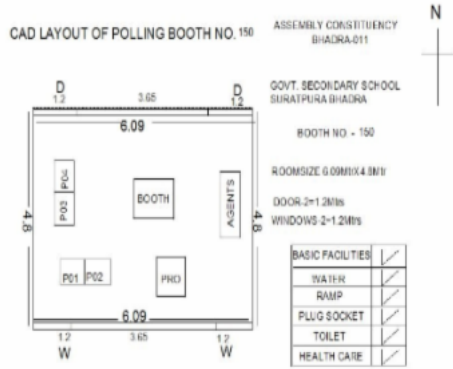 CAD LAYOUT OF POLLING BOOTH NO. 150
ASSEMBLY CONSTITUENCY
BHADRA-011
N
GOVT. SECONDARY SCHOOL
SURATPURA BHADRA
BOOTH NO - 150
ROOMSIZE 6.09MtrX4.8Mtr
DOOR-2=1.2Mtrs
WINDOWS-2=1.2Mtrs
D
1.2
3.65
D
1.2
6.09
4.8
P04
P03
BOOTH
AGENTS
4.8
P01
P02
PRO
6.09
1.2
3.65
1.2
W
W
BASIC FACILITIES
WATER
RAMP
PLUG SOCKET
TOILET
HEALTH CARE